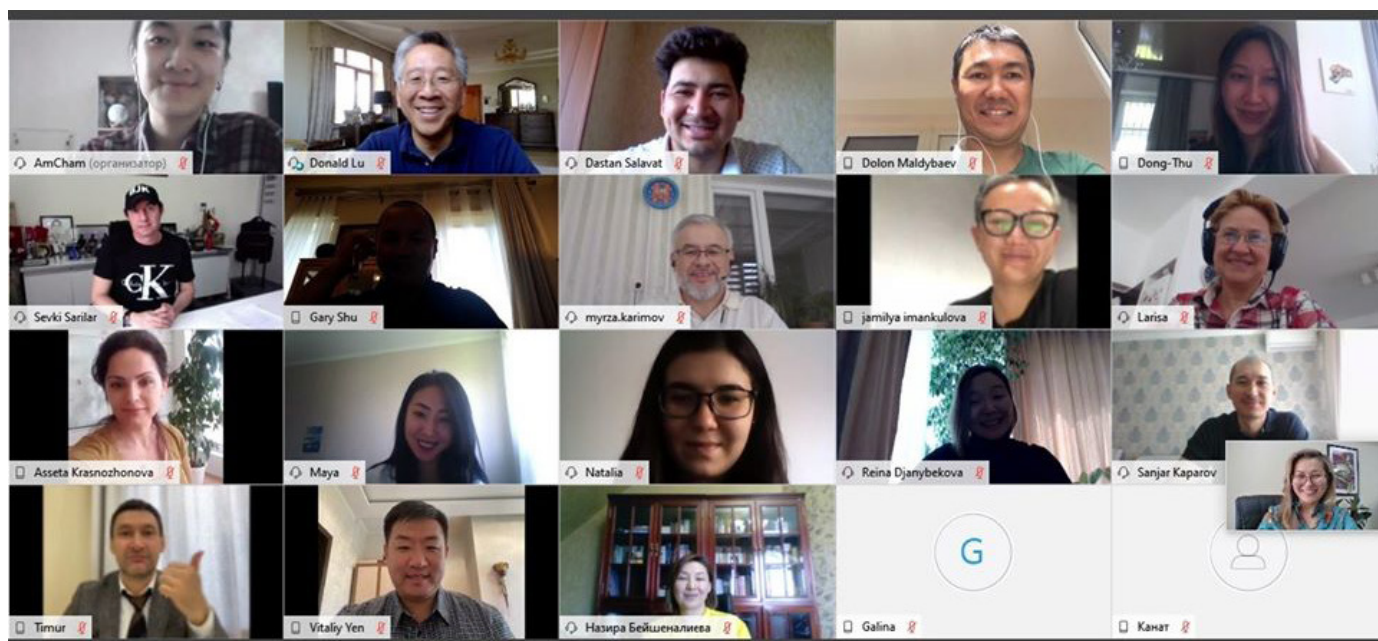 AmCham (организатор)
Donald Lu
Dastan Salavat
Dolon Maldybaev
Dong-Thu
CK
Sevki Sarilar
Gary Shu
myrza.karimov
jamilya imankulova
Larisa
Asseta Krasnozhonova
Maya
Natalia
Reina Djanybekova
Sanjar Kaparov
Timur
Vitaliy Yen
Назира Бейшеналиева
G
Galina
Канат